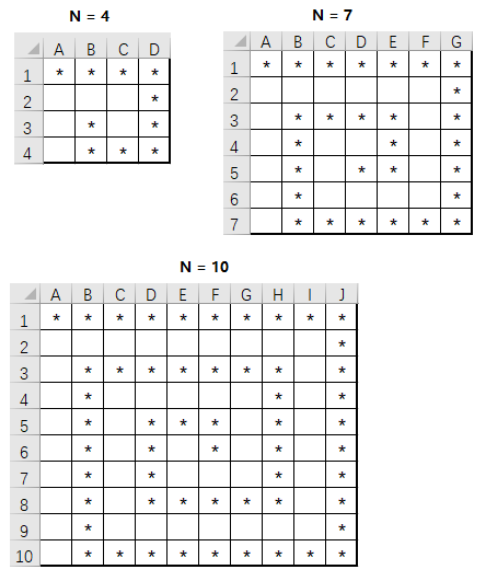 N = 4
A B C D
1 * * * *
2 *
3 * *
4 * * *
N = 7
A B C D E F G
1 * * * * * * *
2 *
3 * * * * *
4 * * *
5 * * * *
6 * *
7 * * * * * *
N = 10
A B C D E F G H I J
1 * * * * * * * * * *
2 *
3 * * * * * * * *
4 * * *
5 * * * * * *
6 * * * * *
7 * * * *
8 * * * * * * *
9 * *
10 * * * * * * * * *